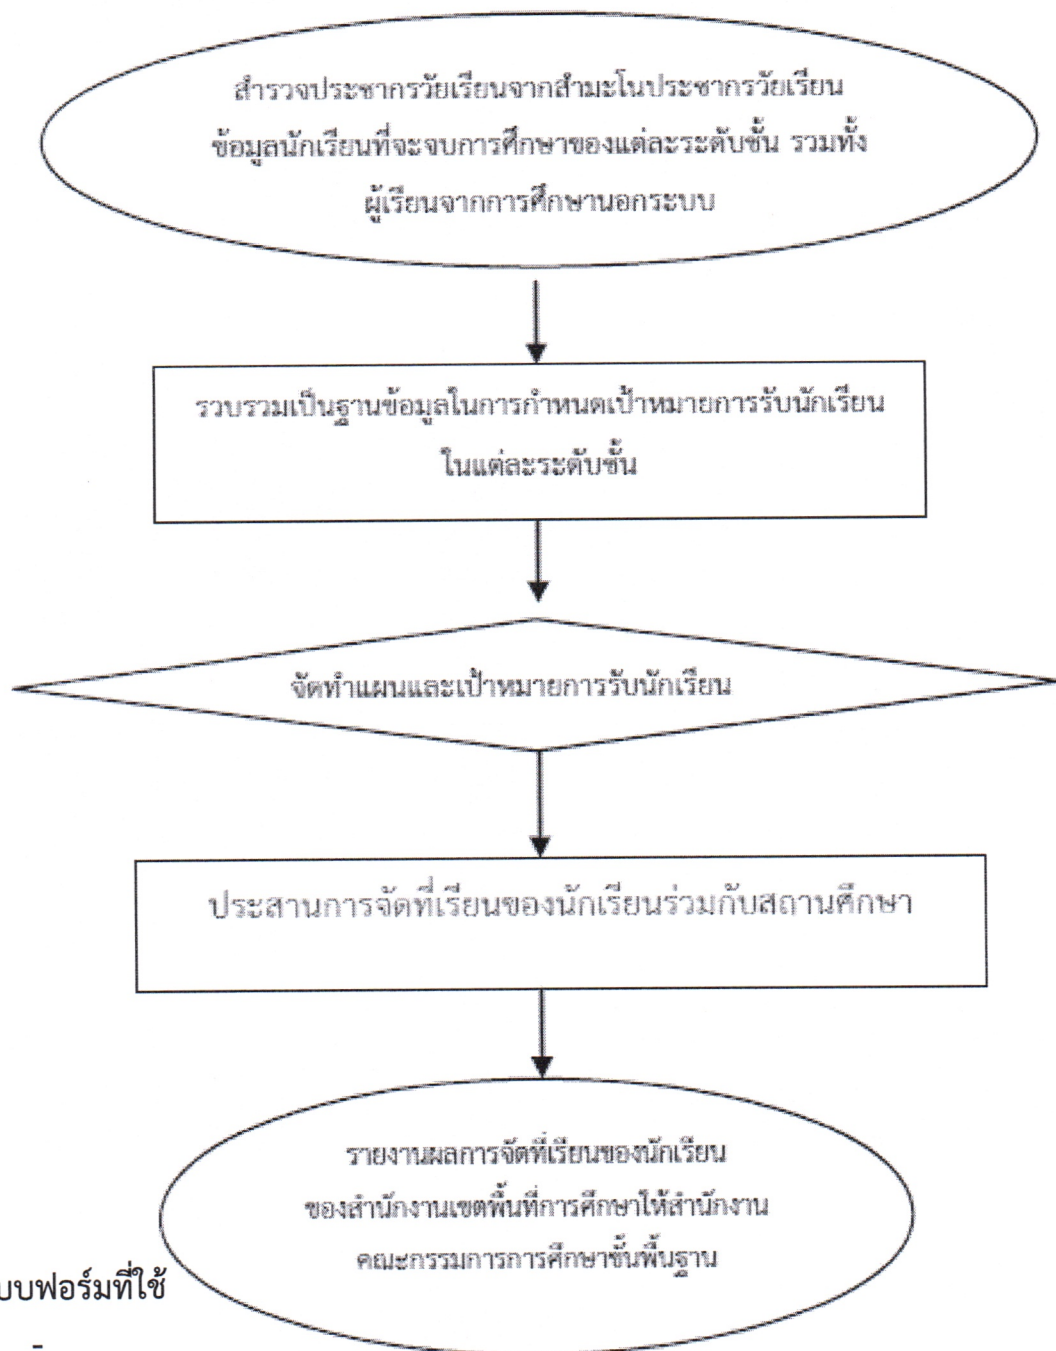 สำรวจประชากรวัยเรียนจากสำมะโนประชากรวัยเรียน
ข้อมูลนักเรียนที่จะจบการศึกษาของแต่ละระดับชั้น รวมทั้ง
ผู้เรียนจากการศึกษานอกระบบ
รวบรวมเป็นฐานข้อมูลในการกำหนดเป้าหมายการรับนักเรียน
ในแต่ละระดับชั้น
จัดทำแผนและเป้าหมายการรับนักเรียน
ประสานการจัดที่เรียนของนักเรียนร่วมกับสถานศึกษา
รายงานผลการจัดที่เรียนของนักเรียน
ของสำนักงานเขตพื้นที่การศึกษาให้สำนักงาน
คณะกรรมการการศึกษาขั้นพื้นฐาน
บบฟอร์มที่ใช้
-